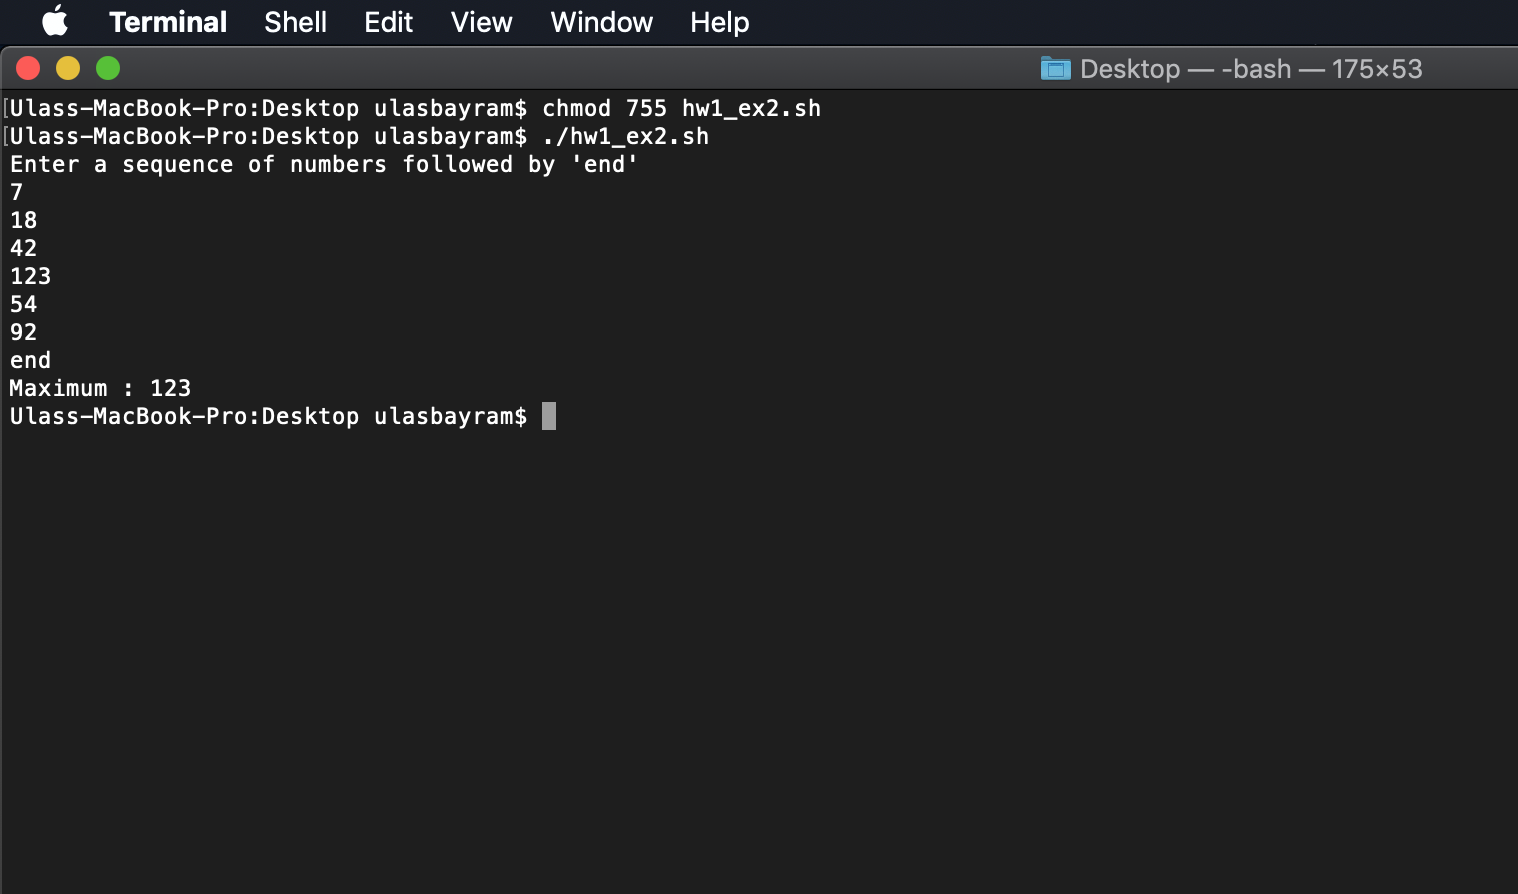 Terminal Shell Edit View Window Help
Desktop — -bash — 175×53
[Ulass-MacBook-Pro:Desktop ulasbayram$ chmod 755 hw1_ex2.sh
[Ulass-MacBook-Pro:Desktop ulasbayram$ ./hw1_ex2.sh
Enter a sequence of numbers followed by 'end'
7
18
42
123
54
92
end
Maximum : 123
Ulass-MacBook-Pro:Desktop ulasbayram$